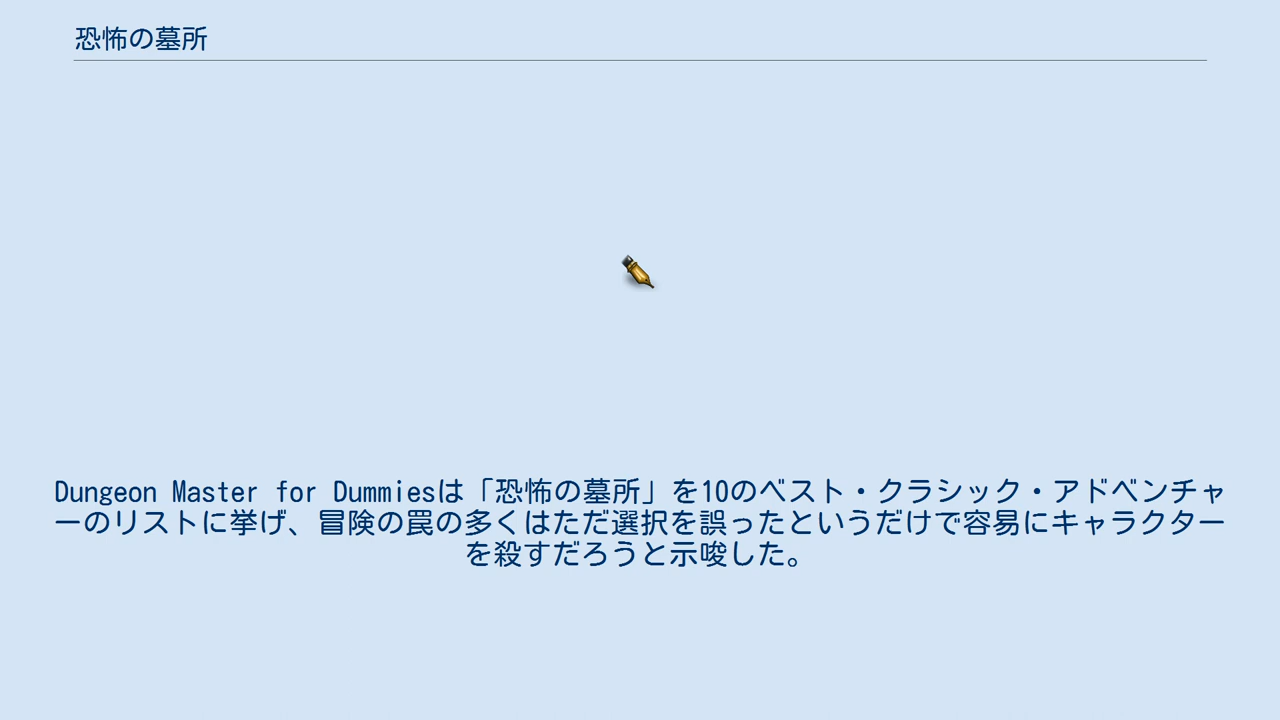 恐怖の墓所
Dungeon Master for Dummiesは「恐怖の墓所」を10のベスト・クラシック・アドベンチャ
ーのリストに挙げ、冒険の罠の多くはただ選択を誤ったというだけで容易にキャラクター
を殺すだろうと示唆した。